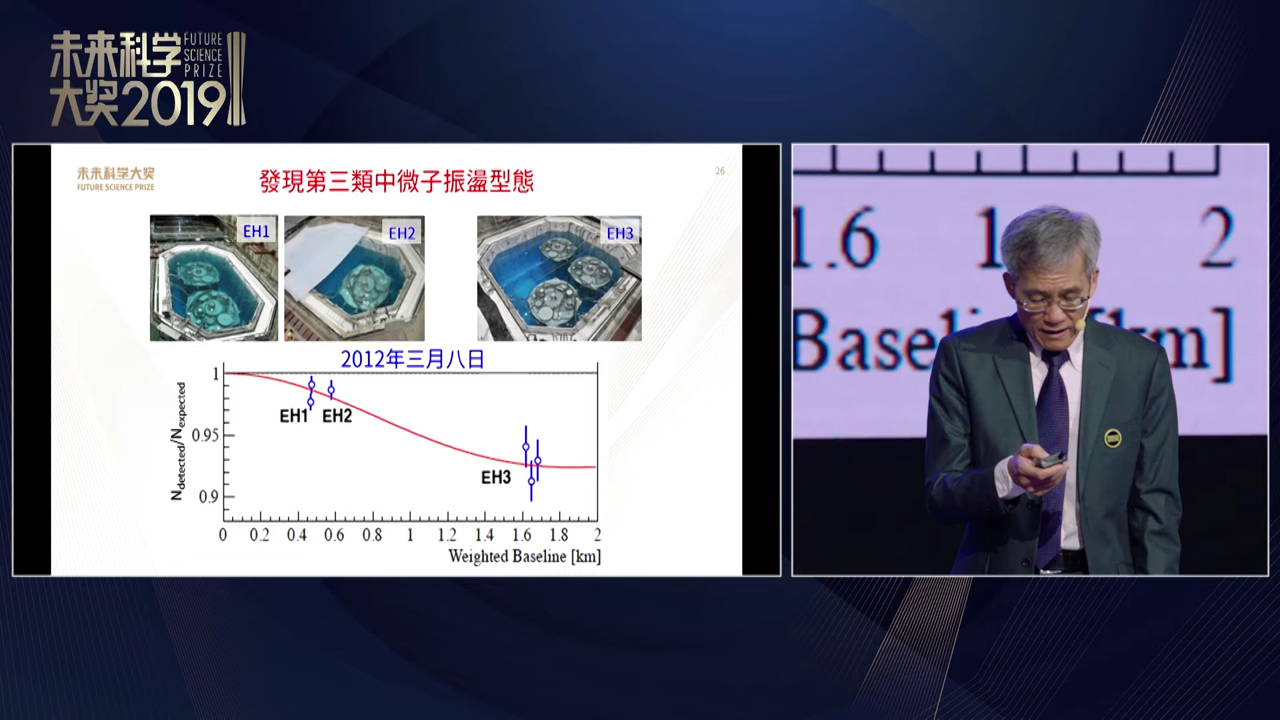 未来科学
大奖2019
FUTURE
SCIENCE
PRIZE
未来科学大奖
FUTURE SCIENCE PRIZE
26
發現第三類中微子振盪型態
EH1
EH2
EH3
2012年三月八日
Ndetected/Nexpected
1
0.95
0.9
EH1
EH2
EH3
0 0.2 0.4 0.6 0.8 1 1.2 1.4 1.6 1.8 2
Weighted Baseline [km]
1.6 1 2
Baseli km]